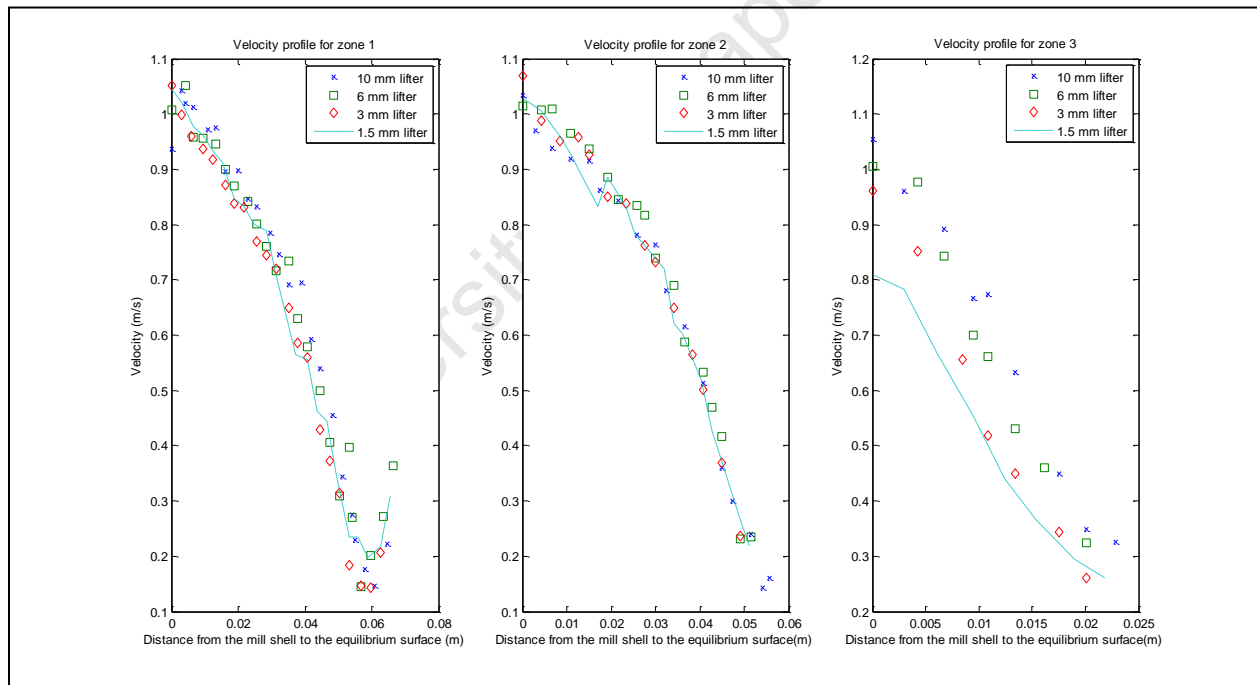 Velocity profile for zone 1
1.1
1
0.9
0.8
0.7
0.6
0.5
0.4
0.3
0.2
0.1
0
0.02
0.04
0.06
0.08
Velocity (m/s)
Distance from the mill shell to the equilibrium surface (m)
10 mm lifter
6 mm lifter
3 mm lifter
1.5 mm lifter
Velocity profile for zone 2
1.1
1
0.9
0.8
0.7
0.6
0.5
0.4
0.3
0.2
0.1
0
0.01
0.02
0.03
0.04
0.05
0.06
Velocity (m/s)
Distance from the mill shell to the equilibrium surface(m)
10 mm lifter
6 mm lifter
3 mm lifter
1.5 mm lifter
Velocity profile for zone 3
1.2
1.1
1
0.9
0.8
0.7
0.6
0.5
0.4
0.3
0.2
0
0.005
0.01
0.015
0.02
0.025
Velocity (m/s)
Distance from the mill shell to the equilibrium surface(m)
10 mm lifter
6 mm lifter
3 mm lifter
1.5 mm lifter